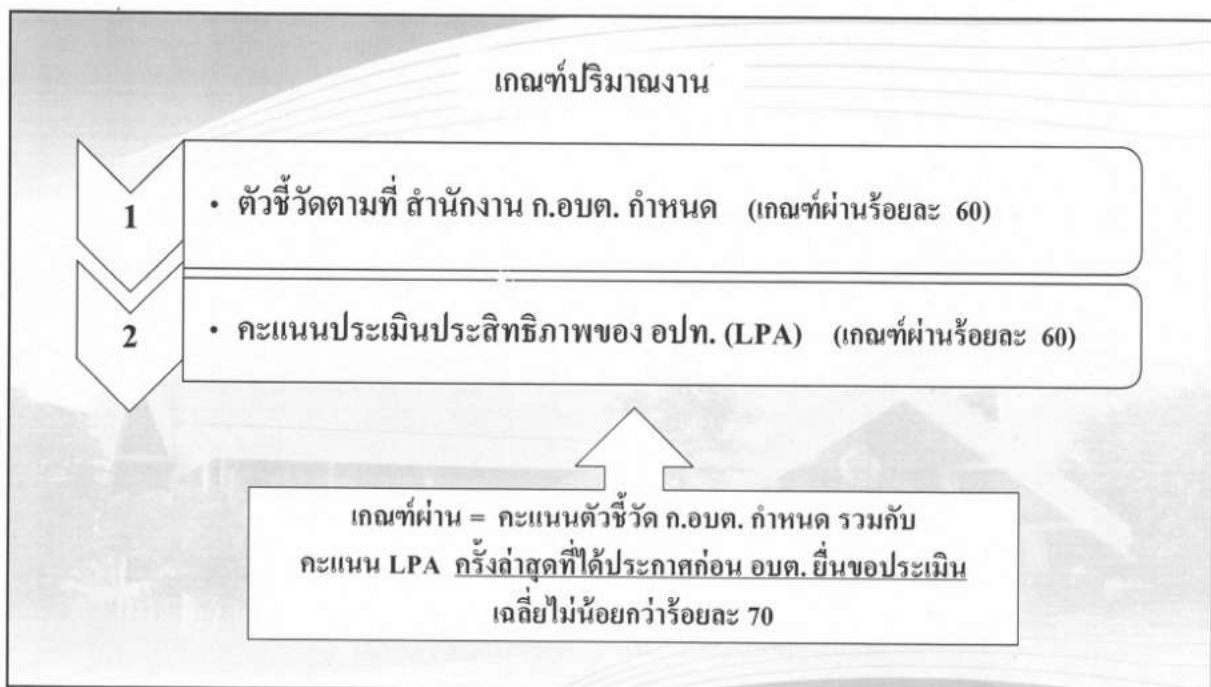 เกณฑ์ปริมาณงาน
1
• ตัวชี้วัดตามที่ สำนักงาน ก.อบต. กำหนด (เกณฑ์ผ่านร้อยละ 60)
2
• คะแนนประเมินประสิทธิภาพของ อปท. (LPA) (เกณฑ์ผ่านร้อยละ 60)
เกณฑ์ผ่าน = คะแนนตัวชี้วัด ก.อบต. กำหนด รวมกับ
คะแนน LPA ครั้งล่าสุดที่ได้ประกาศก่อน อบต. ยื่นขอประเมิน
เฉลี่ยไม่น้อยกว่าร้อยละ 70